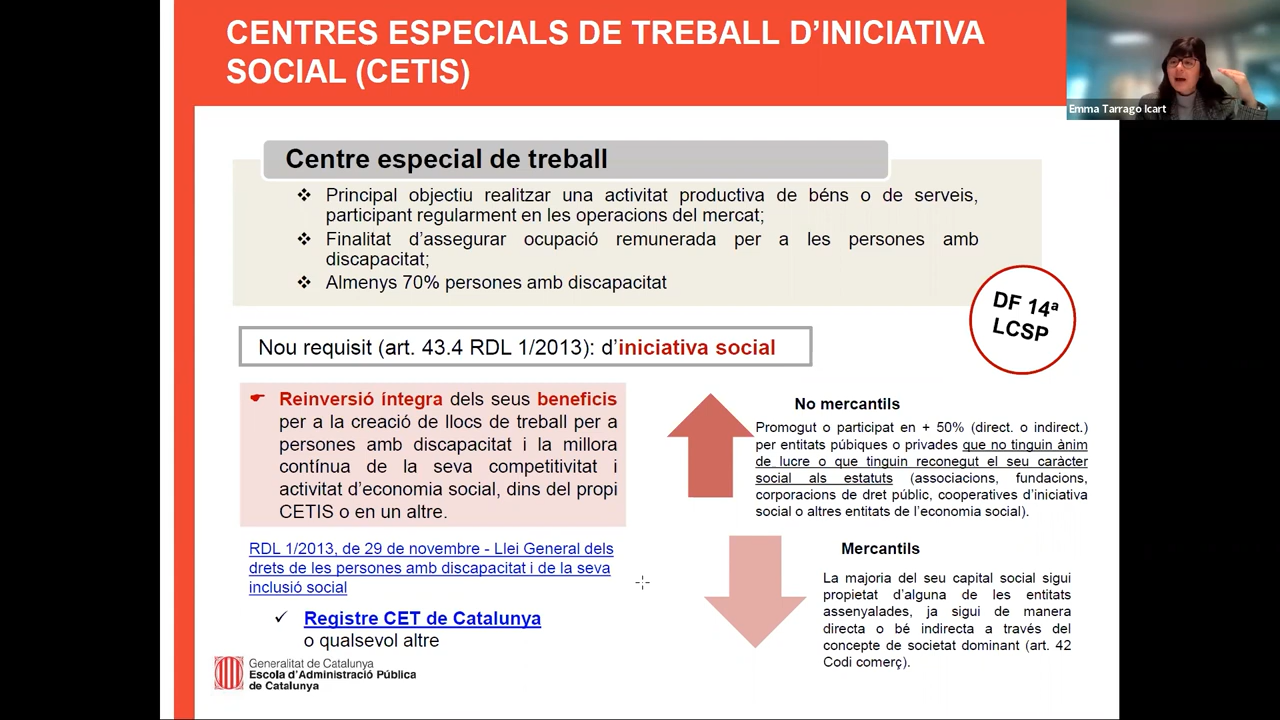 CENTRES ESPECIALS DE TREBALL D’INICIATIVA
SOCIAL (CETIS)
Emma Tarrago Icart
Centre especial de treball
❖ Principal objectiu realitzar una activitat productiva de béns o de serveis,
participant regularment en les operacions del mercat;
❖ Finalitat d’assegurar ocupació remunerada per a les persones amb
discapacitat;
❖ Almenys 70% persones amb discapacitat
DF 14ª
LCSP
Nou requisit (art. 43.4 RDL 1/2013): d’iniciativa social
☛ Reinversió íntegra dels seus beneficis
per a la creació de llocs de treball per a
persones amb discapacitat i la millora
contínua de la seva competitivitat i
activitat d’economia social, dins del propi
CETIS o en un altre.
RDL 1/2013, de 29 de novembre - Llei General dels
drets de les persones amb discapacitat i de la seva
inclusió social
✓ Registre CET de Catalunya
o qualsevol altre
No mercantils
Promogut o participat en + 50% (direct. o indirect.)
per entitats púbiques o privades que no tinguin ànim
de lucre o que tinguin reconegut el seu caràcter
social als estatuts (associacions, fundacions,
corporacions de dret públic, cooperatives d’iniciativa
social o altres entitats de l’economia social).
Mercantils
La majoria del seu capital social sigui
propietat d’alguna de les entitats
assenyalades, ja sigui de manera
directa o bé indirecta a través del
concepte de societat dominant (art. 42
Codi comerç).
Generalitat de Catalunya
Escola d’Administració Pública
de Catalunya